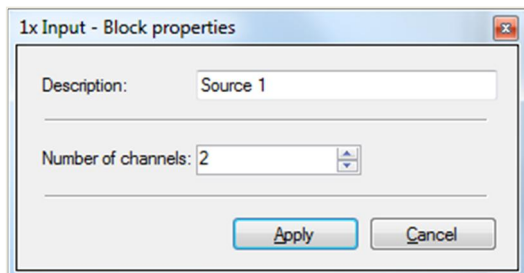 1x Input - Block properties
Description: Source 1
Number of channels: 2
Apply Cancel